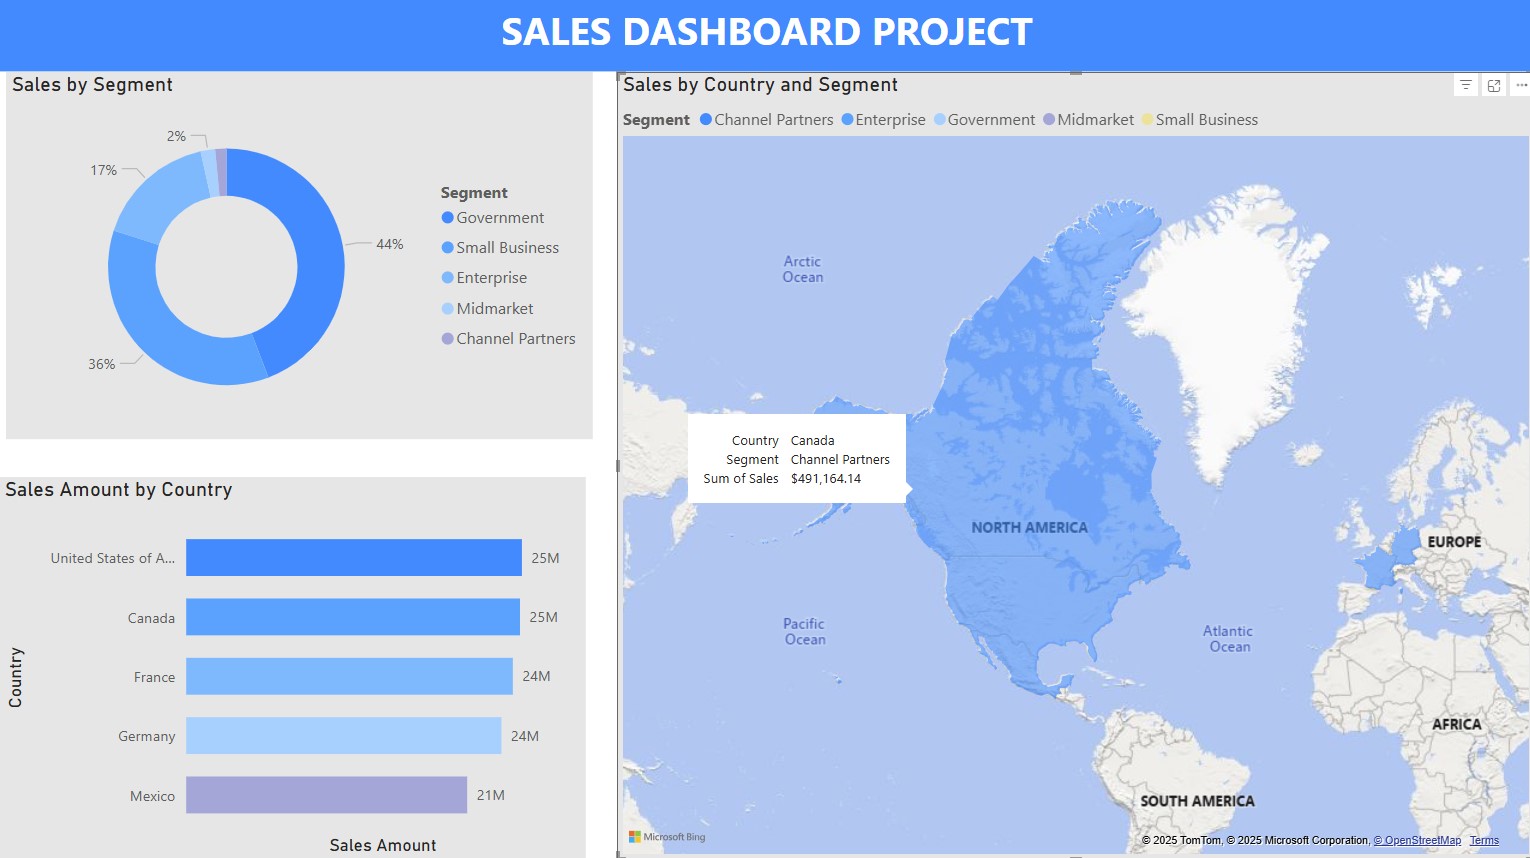 SALES DASHBOARD PROJECT
Sales by Segment
2%
17%
44%
36%
Segment
Government
Small Business
Enterprise
Midmarket
Channel Partners
Sales Amount by Country
Country
United States of A...
25M
Canada
25M
France
24M
Germany
24M
Mexico
21M
Sales Amount
Sales by Country and Segment
Segment Channel Partners Enterprise Government Midmarket Small Business
Arctic
Ocean
Country Canada
Segment Channel Partners
Sum of Sales $491,164.14
NORTH AMERICA
EUROPE
Pacific
Ocean
Atlantic
Ocean
AFRICA
SOUTH AMERICA
Microsoft Bing
© 2025 TomTom, © 2025 Microsoft Corporation, © OpenStreetMap Terms